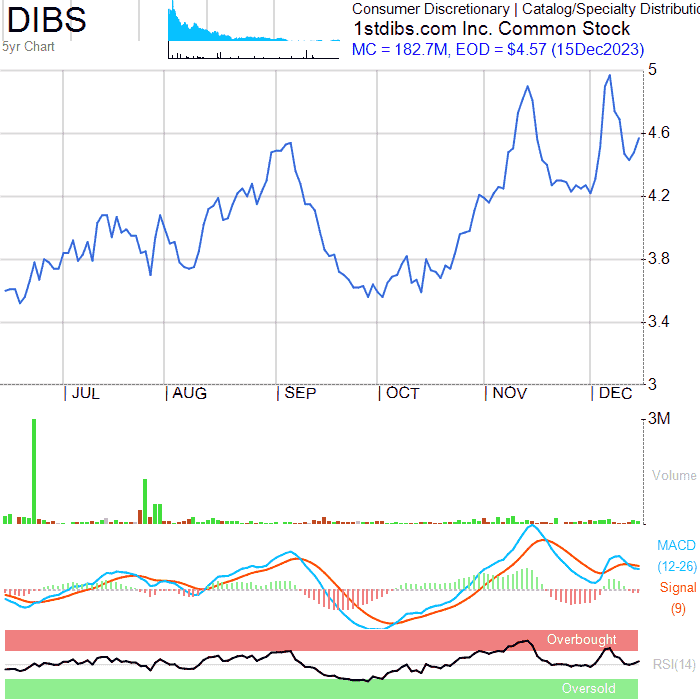 DIBS
5yr Chart
Consumer Discretionary | Catalog/Specialty Distributio
1stdibs.com Inc. Common Stock
MC = 182.7M, EOD = $4.57 (15Dec2023)
5
4.6
4.2
3.8
3.4
3
JUL AUG SEP OCT NOV DEC
3M
Volume
MACD
(12-26)
Signal
(9)
Overbought
RSI(14)
Oversold